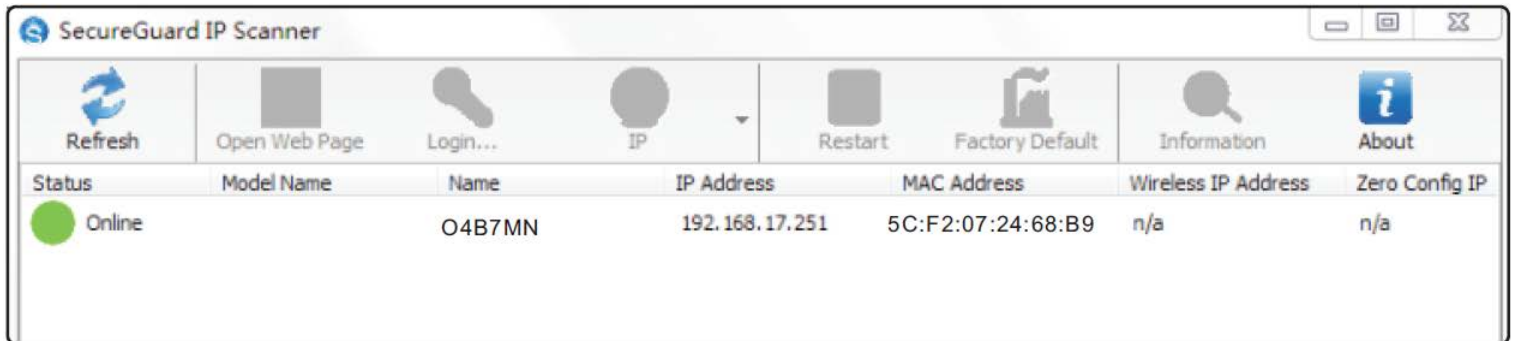 SecureGuard IP Scanner
Refresh Open Web Page Login... IP Restart Factory Default Information About
Status Model Name Name IP Address MAC Address Wireless IP Address Zero Config IP
Online O4B7MN 192.168.17.251 5C:F2:07:24:68:B9 n/a n/a